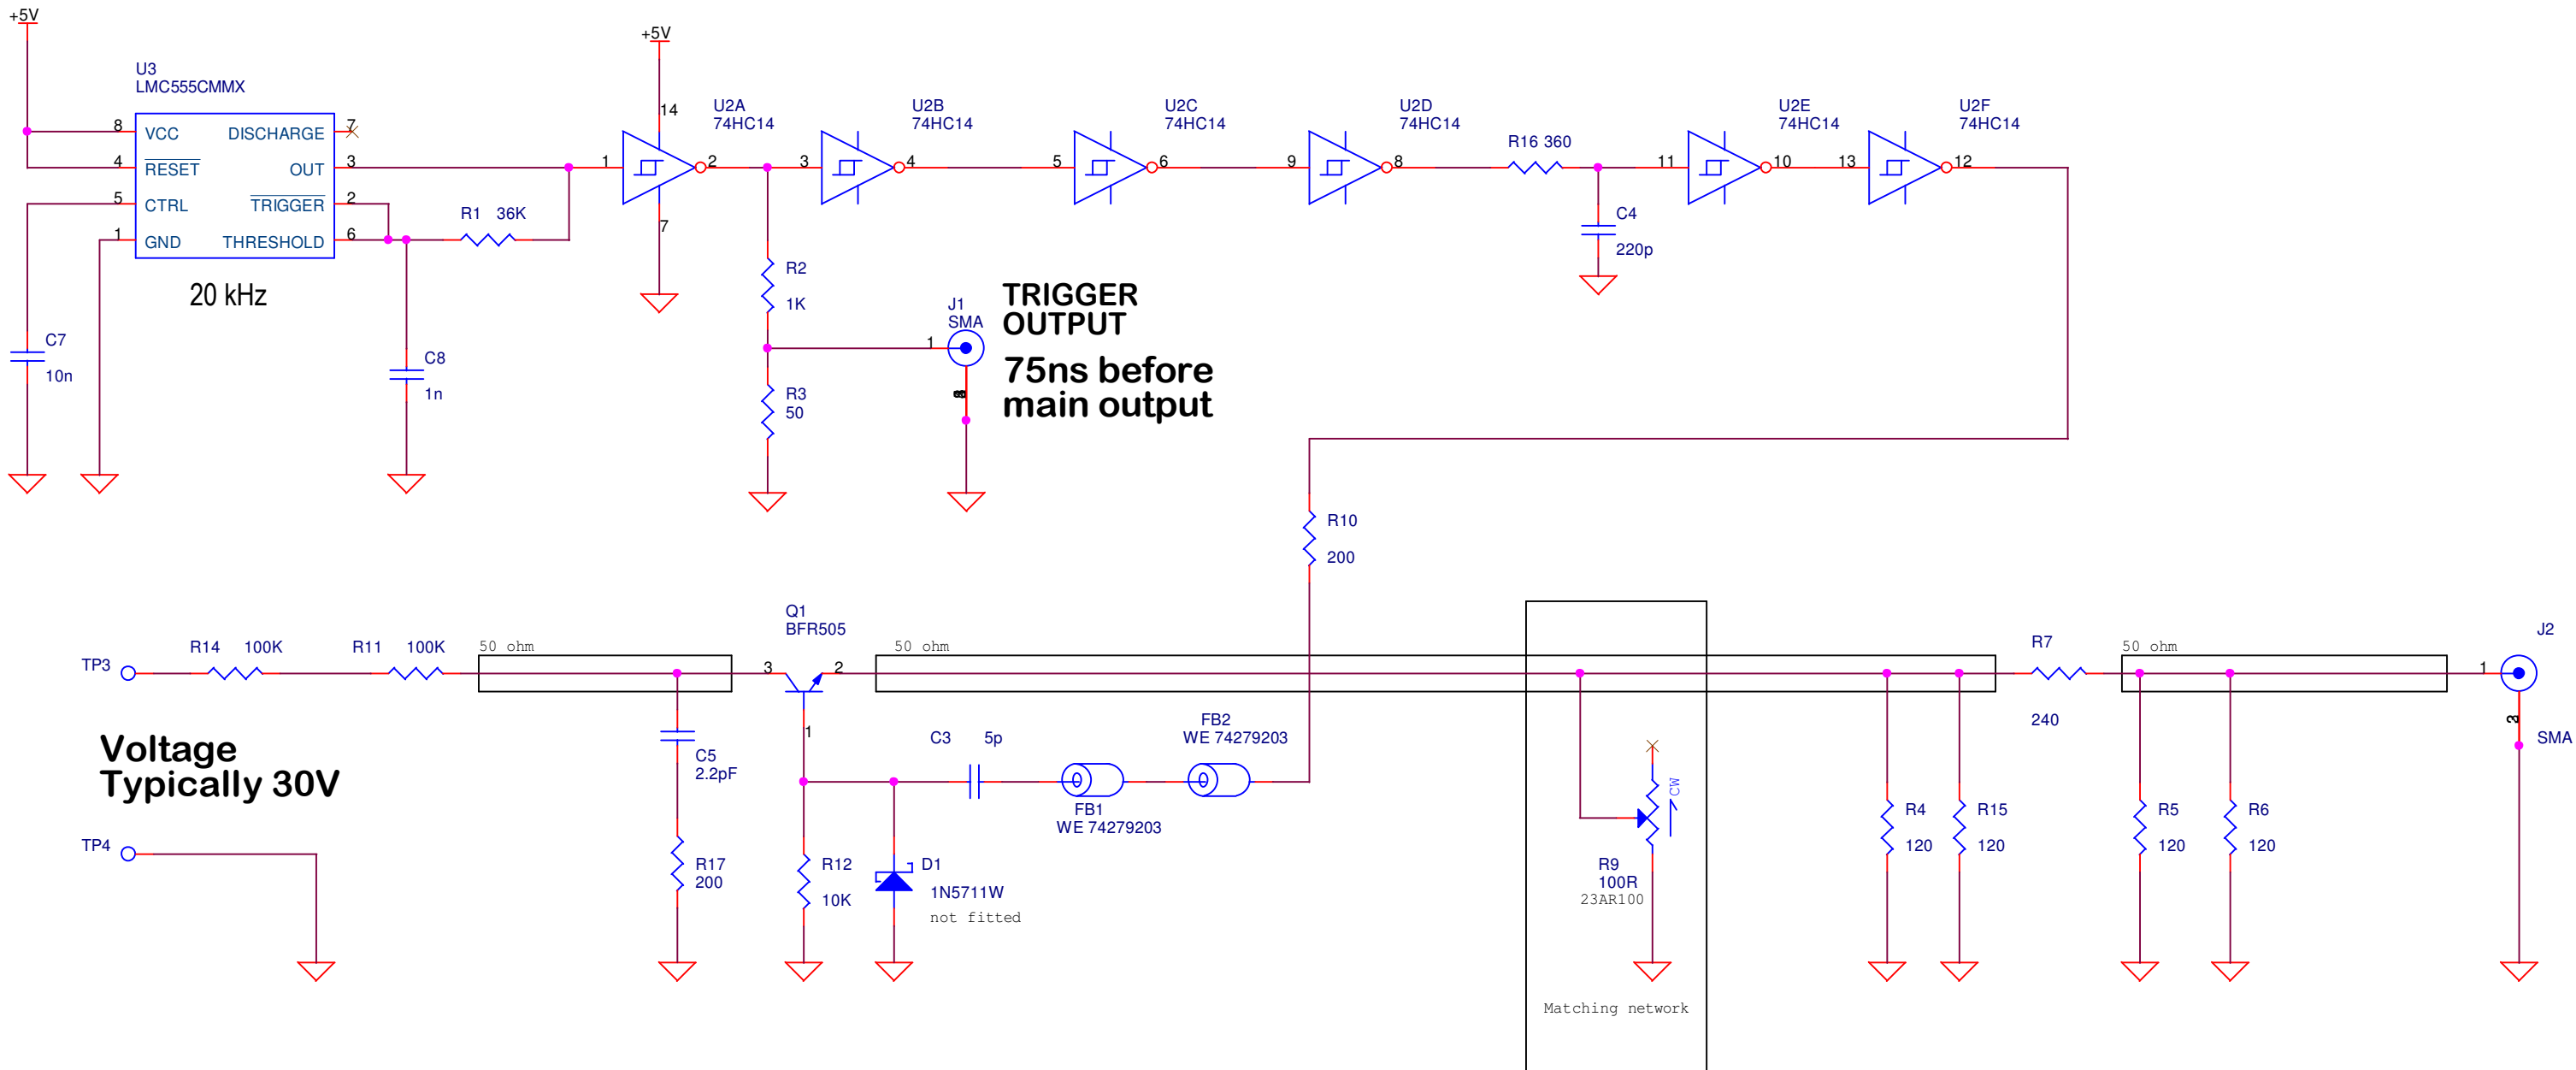 +5V
+5V
U3
LMC555CMMX
8
VCC
DISCHARGE
7
4
RESET
OUT
3
5
CTRL
TRIGGER
2
1
GND
THRESHOLD
6
20 kHz
R1 36K
C7
10n
C8
1n
14
1
2
7
U2A
74HC14
3
4
U2B
74HC14
5
6
U2C
74HC14
9
8
U2D
74HC14
R16 360
C4
220p
11
10
U2E
74HC14
13
12
U2F
74HC14
R2
1K
R3
50
J1
SMA
1
TRIGGER
OUTPUT
75ns before
main output
R10
200
TP3
R14 100K
R11 100K
50 ohm
Q1
BFR505
3
2
1
50 ohm
R7
240
50 ohm
J2
1
SMA
Voltage
Typically 30V
TP4
C5
2.2pF
R17
200
C3 5p
FB1
WE 74279203
FB2
WE 74279203
R12
10K
D1
1N5711W
not fitted
CW
R9
100R
23AR100
Matching network
R4
120
R15
120
R5
120
R6
120